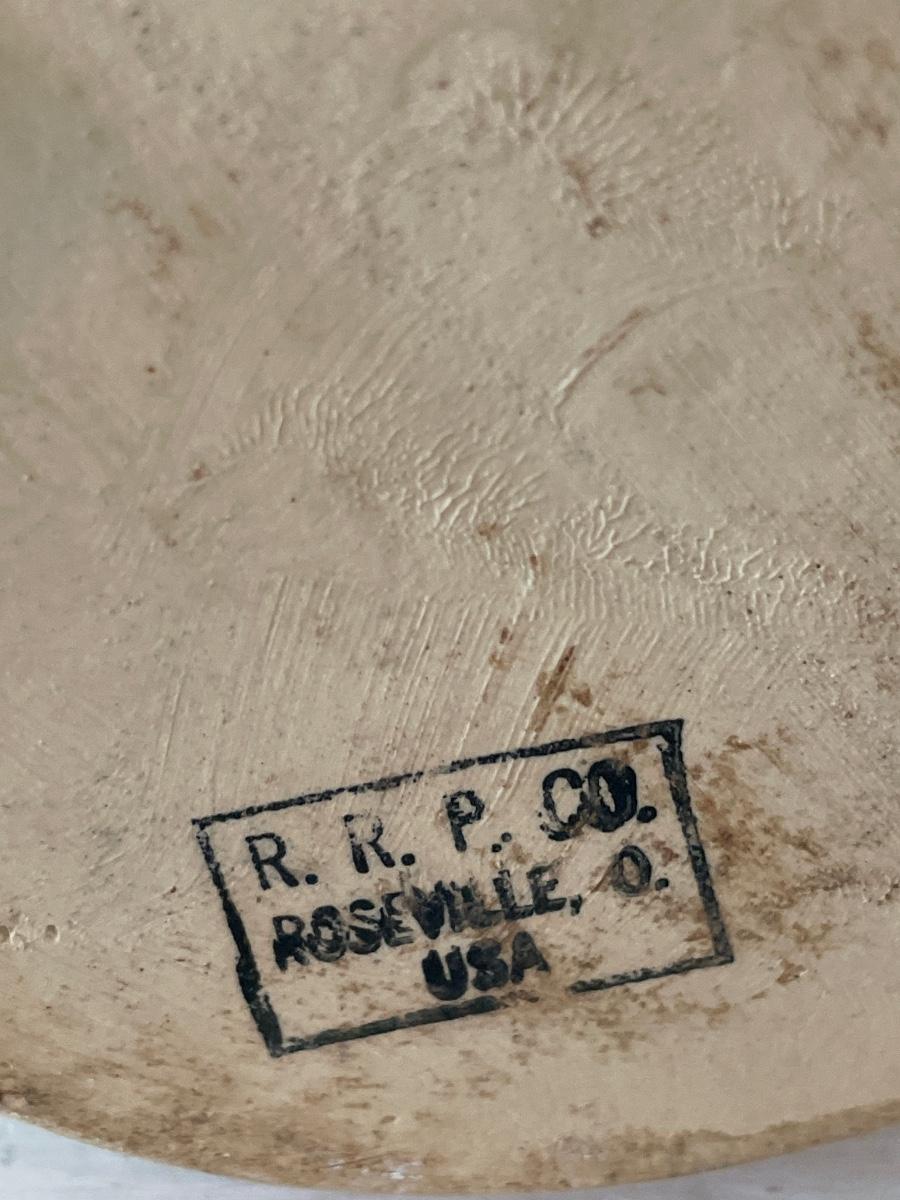 R. R. P. CO.
ROSEVILLE, O.
USA